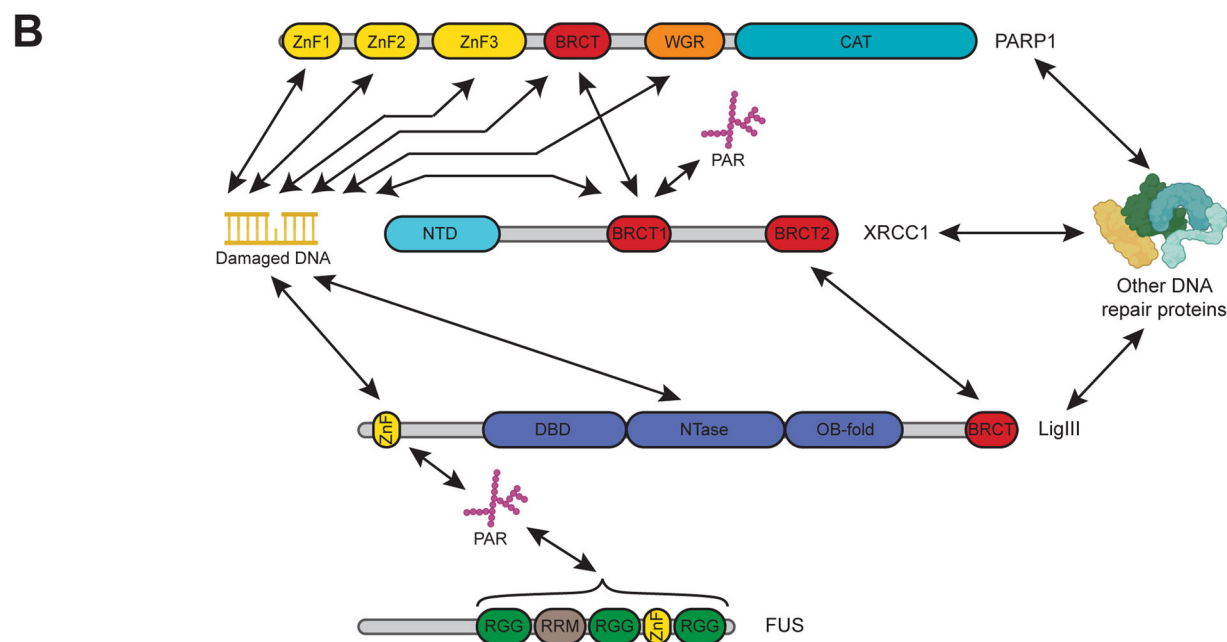 B
ZnF1 ZnF2 ZnF3 BRCT WGR CAT PARP1
PAR
NTD BRCT1 BRCT2 XRCC1
Damaged DNA
Other DNA
repair proteins
ZnF DBD NTase OB-fold BRCT LigIII
PAR
RGG RRM RGG ZnF RGG FUS